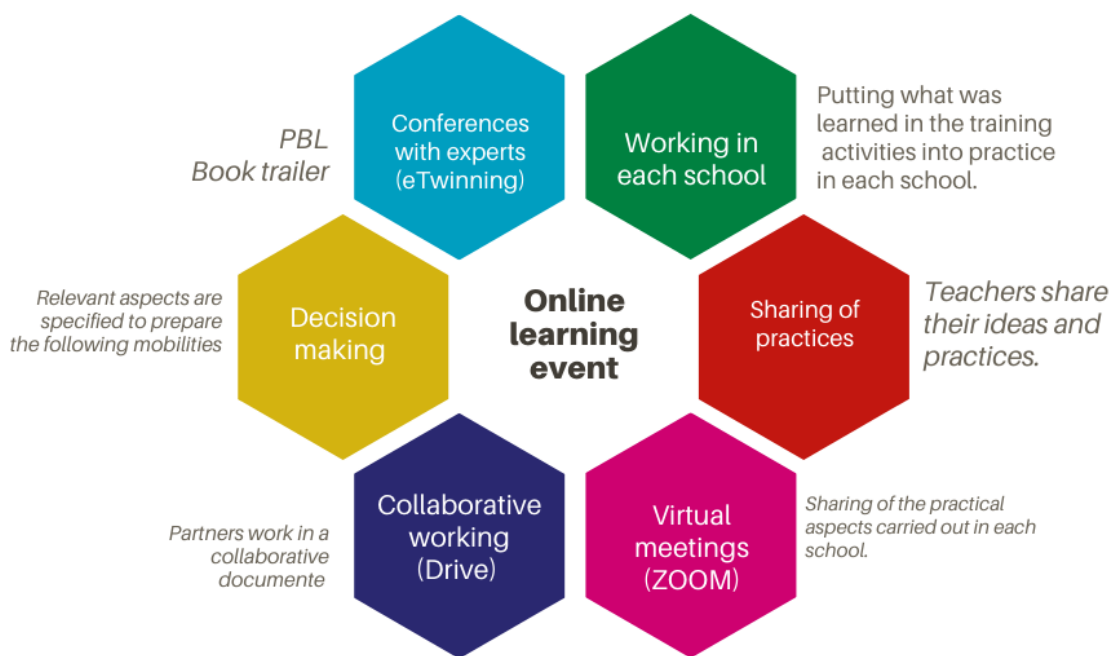 Conferences
with experts
(eTwinning)
PBL
Book trailer
Working in
each school
Putting what was
learned in the training
activities into practice
in each school.
Decision
making
Relevant aspects are
specified to prepare
the following mobilities
Online
learning
event
Sharing of
practices
Teachers share
their ideas and
practices.
Collaborative
working
(Drive)
Partners work in a
collaborative
documente
Virtual
meetings
(ZOOM)
Sharing of the practical
aspects carried out in each
school.